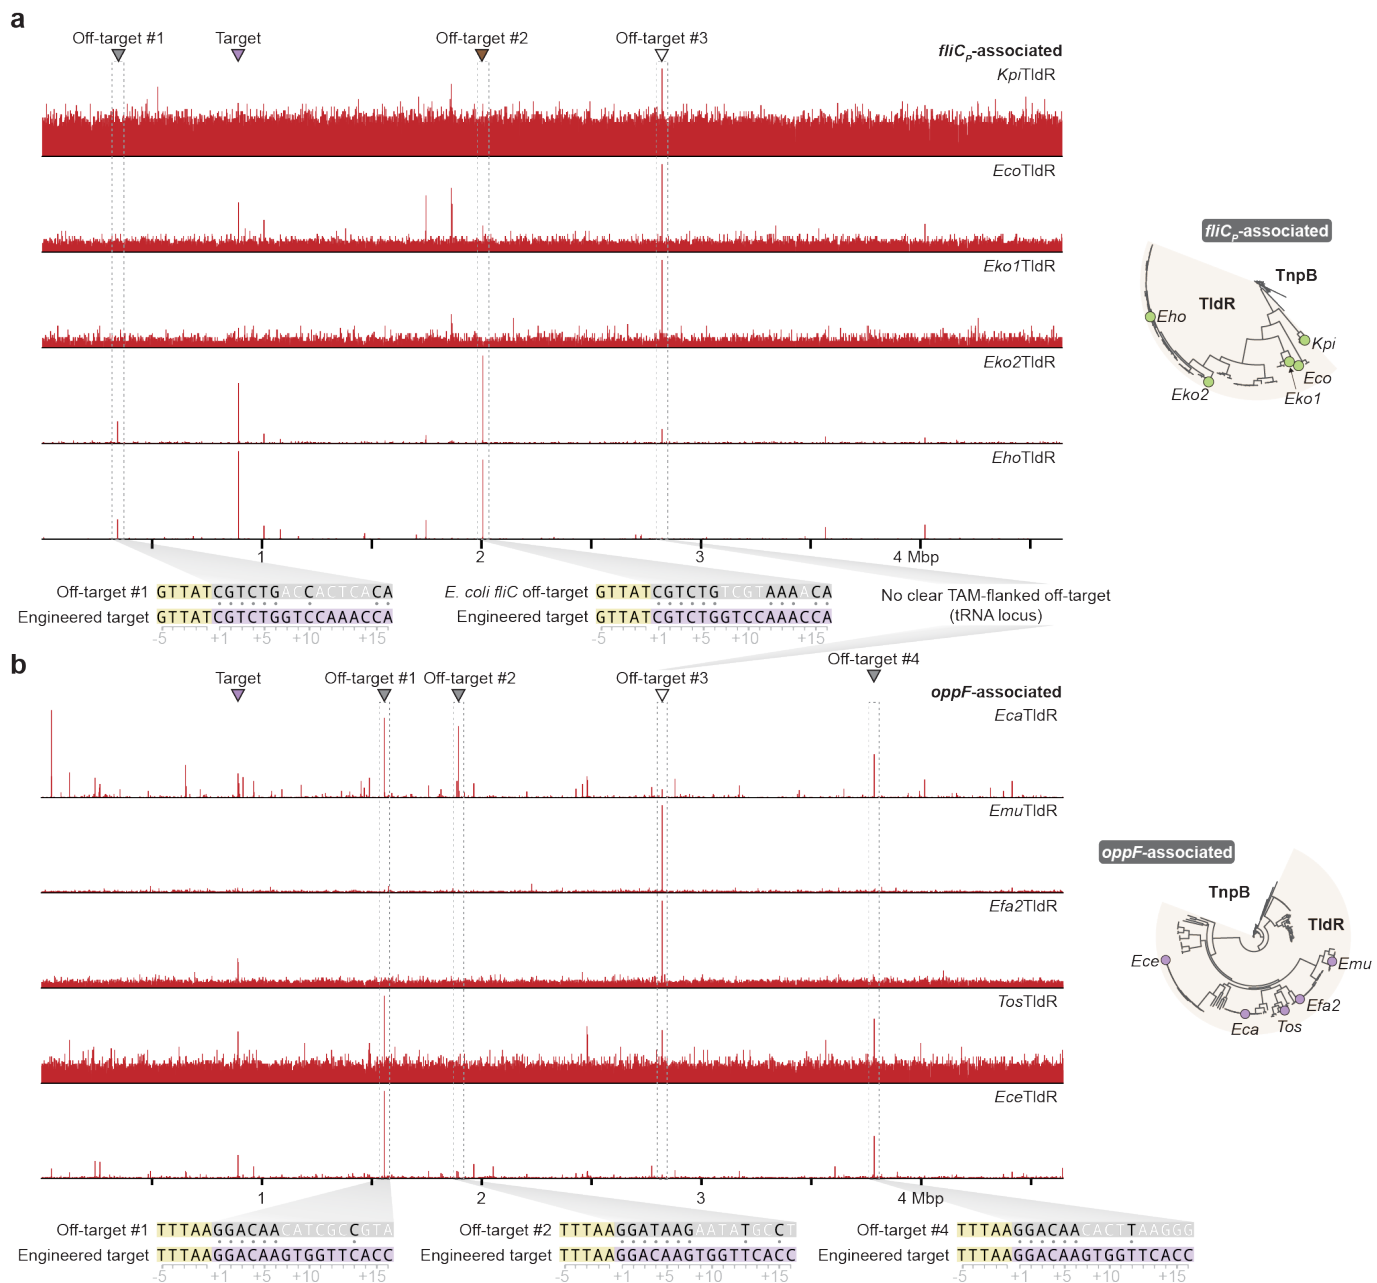 a
Off-target #1
Target
Off-target #2
Off-target #3
fliCP-associated
KpiTldR
EcoTldR
Eko1TldR
Eko2TldR
EhoTldR
1
2
3
4 Mbp
Off-target #1 GTTATCGTCTGACCACTCACA
Engineered target GTTATCGTCTGGTCCAAACCA
-5 +1 +5 +10 +15
E. coli fliC off-target GTTATCGTCTGTCGTAAAACA
Engineered target GTTATCGTCTGGTCCAAACCA
-5 +1 +5 +10 +15
No clear TAM-flanked off-target
(tRNA locus)
fliCP-associated
TnpB
TldR
Eho
Kpi
Eco
Eko1
Eko2
b
Target
Off-target #1
Off-target #2
Off-target #3
Off-target #4
oppF-associated
EcaTldR
EmuTldR
Efa2TldR
TosTldR
EceTldR
1
2
3
4 Mbp
Off-target #1 TTTAAGGACAACATCGCCGTA
Engineered target TTTAAGGACAAGTGGTTCACC
-5 +1 +5 +10 +15
Off-target #2 TTTAAGGATAAGAATATGCCT
Engineered target TTTAAGGACAAGTGGTTCACC
-5 +1 +5 +10 +15
Off-target #4 TTTAAGGACAACACTTAAGGG
Engineered target TTTAAGGACAAGTGGTTCACC
-5 +1 +5 +10 +15
oppF-associated
TnpB
TldR
Ece
Emu
Efa2
Tos
Eca